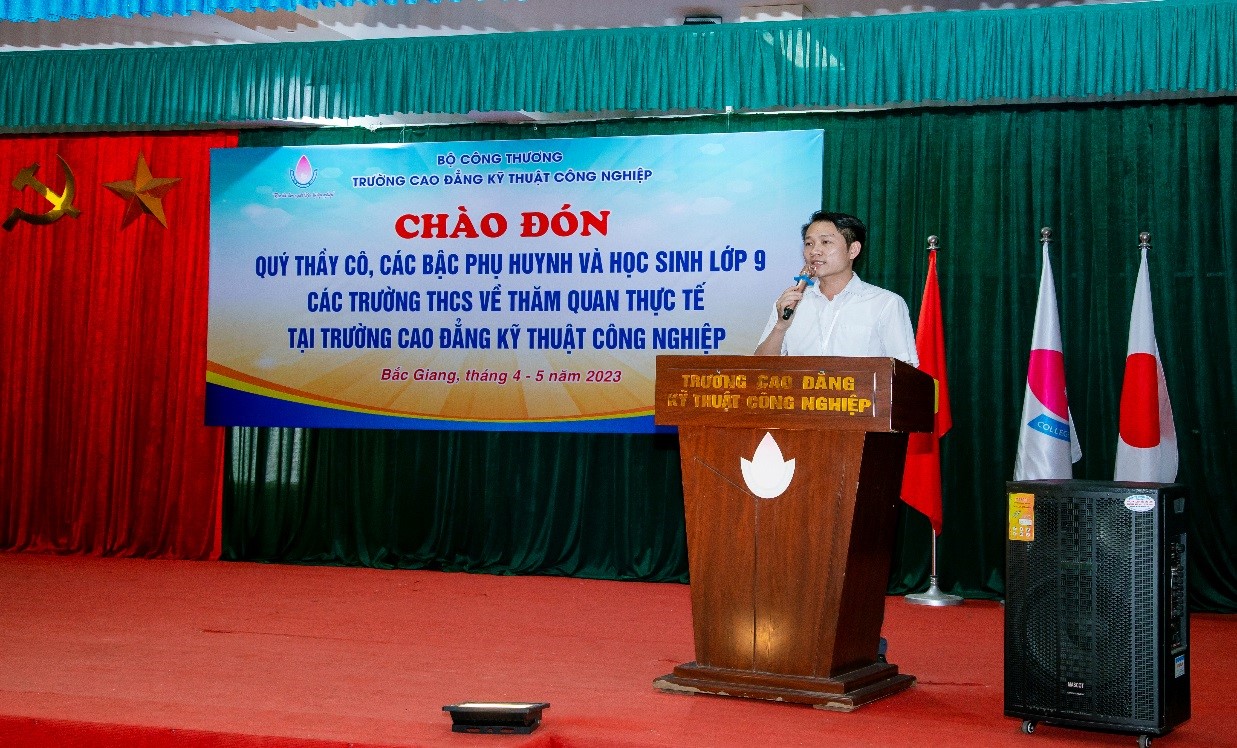 BỘ CÔNG THƯƠNG
TRƯỜNG CAO ĐẲNG KỸ THUẬT CÔNG NGHIỆP
CHÀO ĐÓN
QUÝ THẦY CÔ, CÁC BẬC PHỤ HUYNH VÀ HỌC SINH LỚP 9
CÁC TRƯỜNG THCS VỀ THĂM QUAN THỰC TẾ
TẠI TRƯỜNG CAO ĐẲNG KỸ THUẬT CÔNG NGHIỆP
Bắc Giang, tháng 4 - 5 năm 2023
TRƯỜNG CAO ĐẲNG
KỸ THUẬT CÔNG NGHIỆP
COLLEG
MASCOT